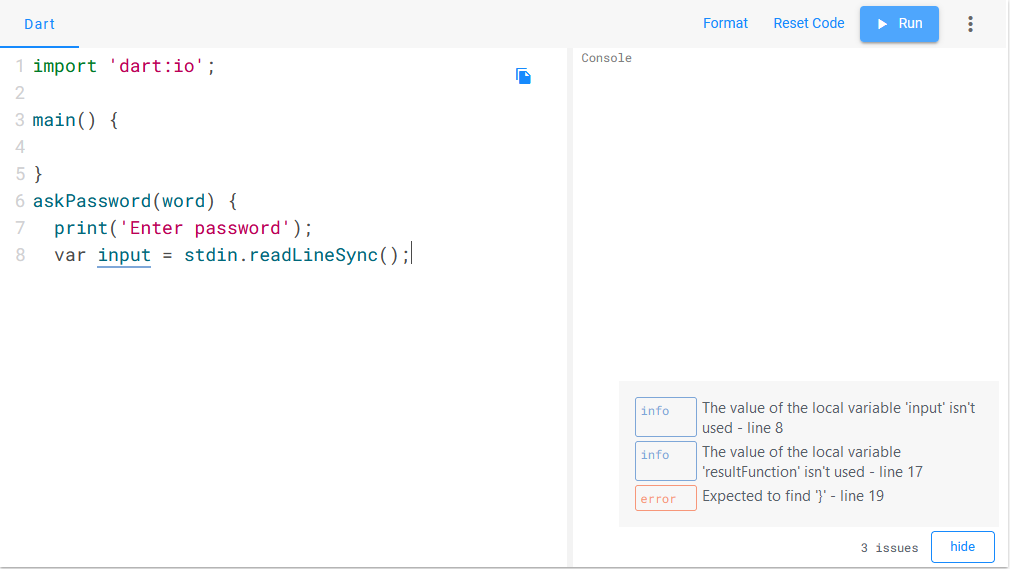 Dart
Format
Reset Code
Run
1 import 'dart:io';
2
3 main() {
4
5 }
6 askPassword(word) {
7 print('Enter password');
8 var input = stdin.readLineSync();
Console
info
The value of the local variable 'input' isn't
used - line 8
info
The value of the local variable
'resultFunction' isn't used - line 17
error
Expected to find '}' - line 19
3 issues
hide